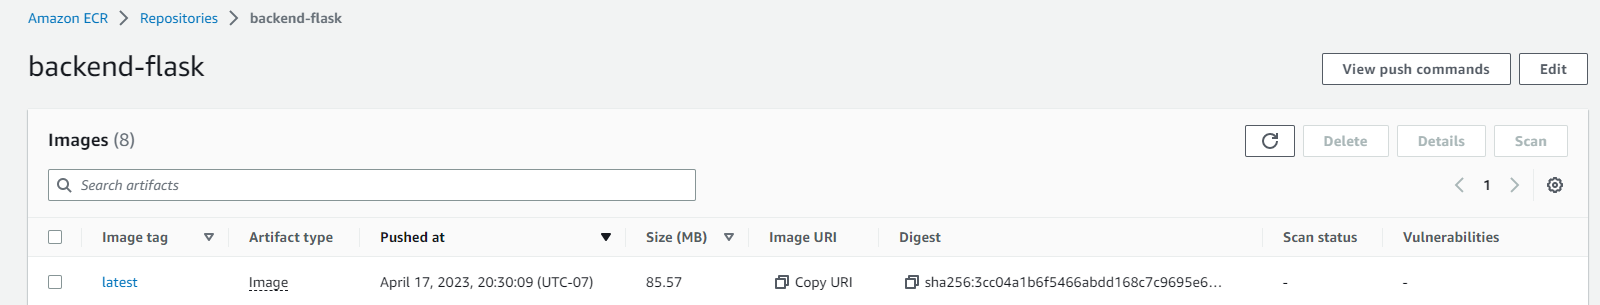 Amazon ECR > Repositories > backend-flask
backend-flask
View push commands
Edit
Images (8)
Delete
Details
Scan
Search artifacts
1
Image tag Artifact type Pushed at Size (MB) Image URI Digest Scan status Vulnerabilities
latest Image April 17, 2023, 20:30:09 (UTC-07) 85.57 Copy URI sha256:3cc04a1b6f5466abdd168c7c9695e6... - -